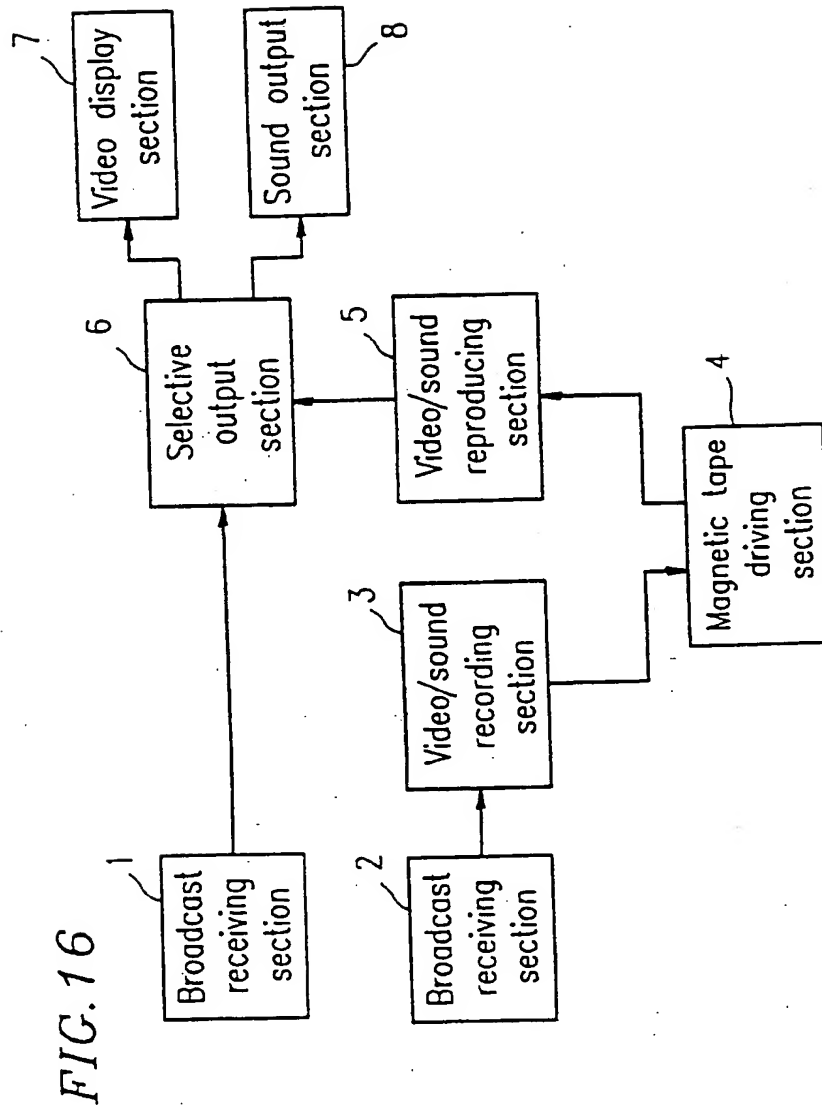 FIG. 16
1
Broadcast
receiving
section
2
Broadcast
receiving
section
3
Video/sound
recording
section
4
Magnetic tape
driving
section
5
Video/sound
reproducing
section
6
Selective
output
section
7
Video display
section
8
Sound output
section